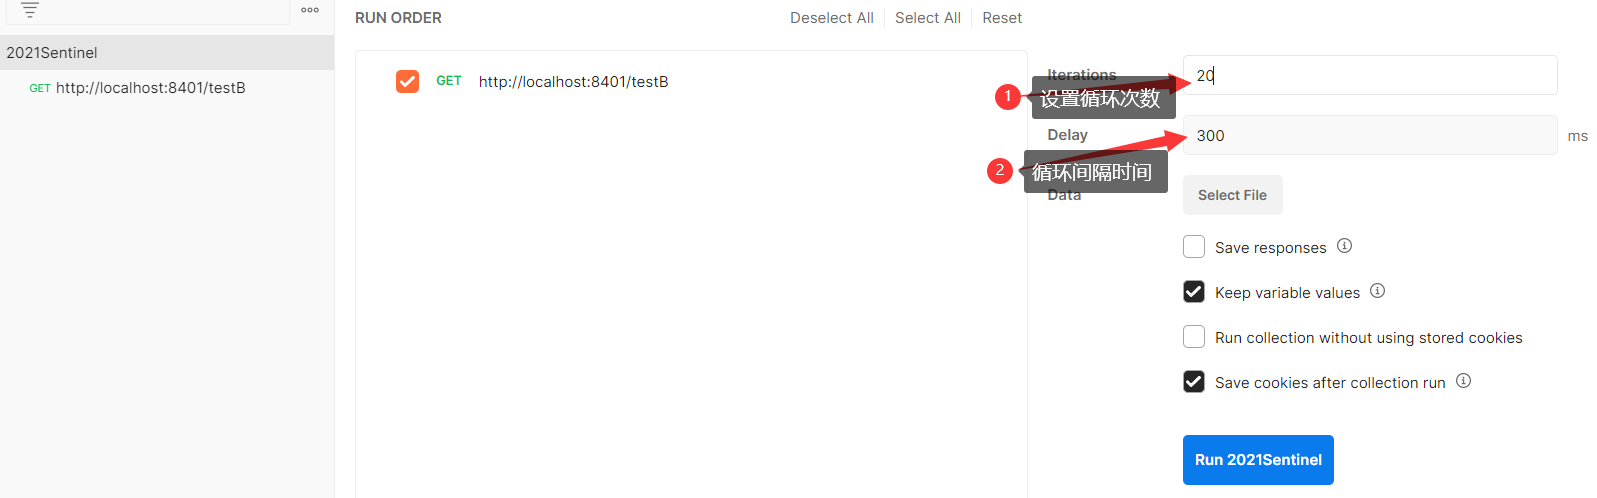 2021Sentinel
GET http://localhost:8401/testB
RUN ORDER
Deselect All
Select All
Reset
GET http://localhost:8401/testB
Iterations
20
1
设置循环次数
Delay
300
ms
2
循环间隔时间
Data
Select File
Save responses
Keep variable values
Run collection without using stored cookies
Save cookies after collection run
Run 2021Sentinel